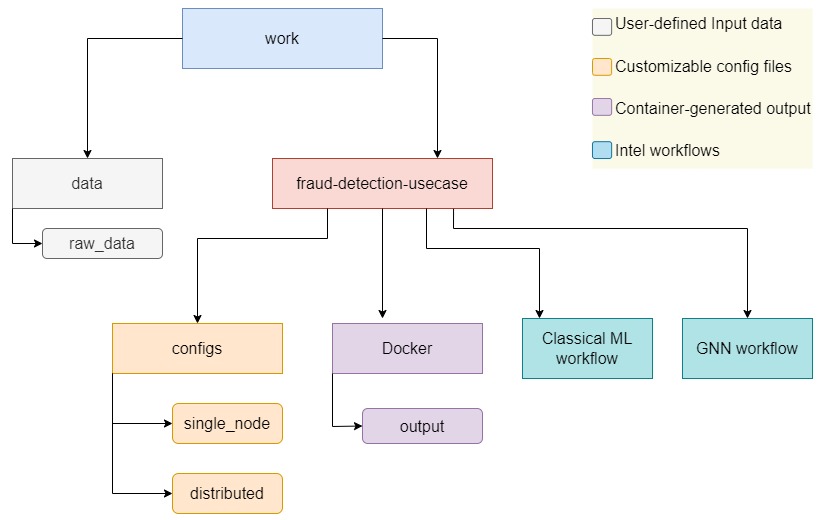 work
User-defined Input data
Customizable config files
Container-generated output
Intel workflows
data
fraud-detection-usecase
raw_data
configs
Docker
Classical ML
workflow
GNN workflow
single_node
output
distributed